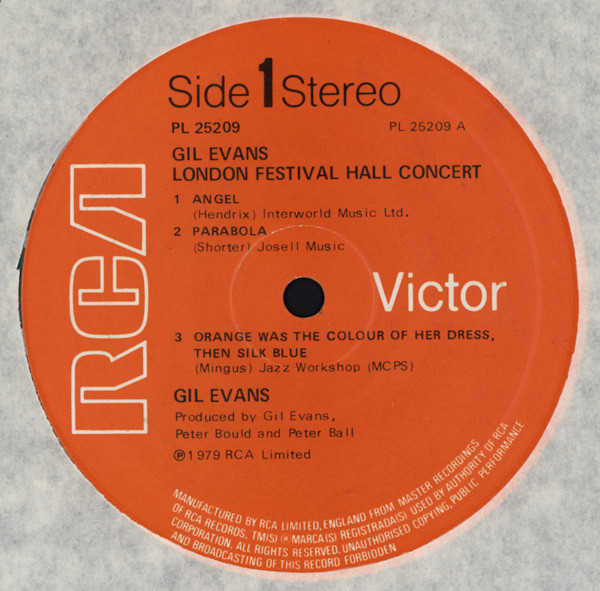 Side 1 Stereo
PL 25209 PL 25209 A
GIL EVANS
LONDON FESTIVAL HALL CONCERT
1 ANGEL
(Hendrix) Interworld Music Ltd.
2 PARABOLA
(Shorter) Josell Music
RCA
Victor
3 ORANGE WAS THE COLOUR OF HER DRESS,
THEN SILK BLUE
(Mingus) Jazz Workshop (MCPS)
GIL EVANS
Produced by Gil Evans,
Peter Bould and Peter Ball
℗1979 RCA Limited
MANUFACTURED BY RCA LIMITED, ENGLAND FROM MASTER RECORDINGS
OF RCA RECORDS, TM(S) ® MARCA(S) REGISTRADA(S) USED BY AUTHORITY OF RCA
CORPORATION. ALL RIGHTS RESERVED. UNAUTHORISED COPYING, PUBLIC PERFORMANCE
AND BROADCASTING OF THIS RECORD FORBIDDEN